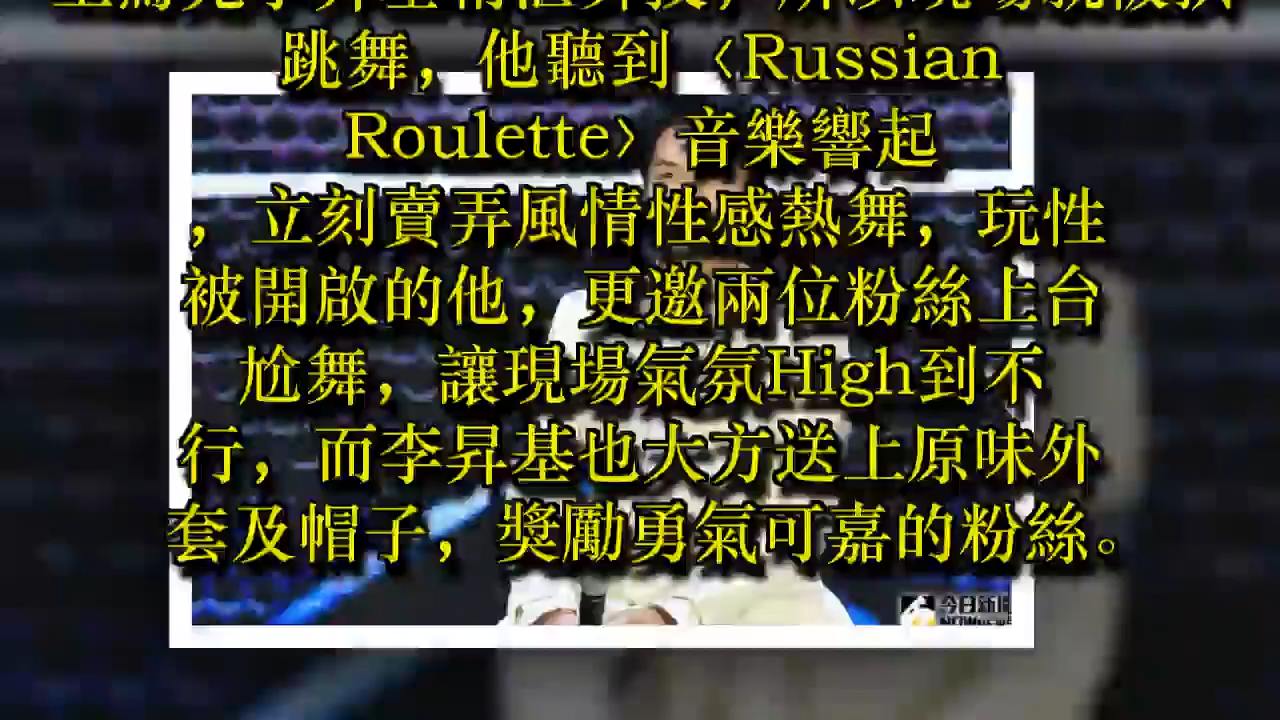 跳舞，他聽到〈Russian
Roulette〉音樂響起
，立刻賣弄風情性感熱舞，玩性
被開啟的他，更邀兩位粉絲上台
尬舞，讓現場氣氛High到不
行，而李昇基也大方送上原味外
套及帽子，獎勵勇氣可嘉的粉絲。
今日新聞